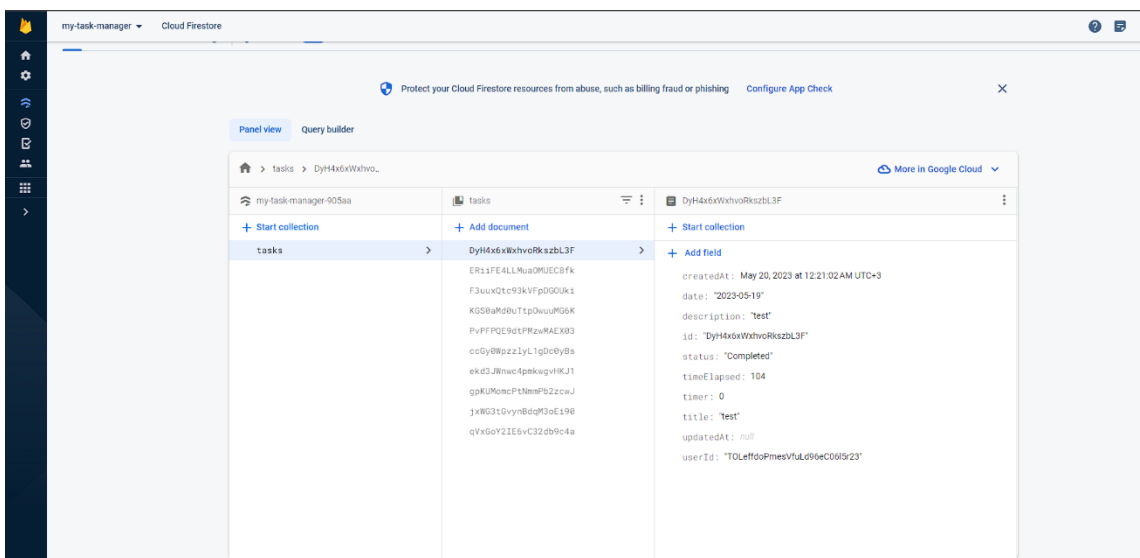 my-task-manager Cloud Firestore
Protect your Cloud Firestore resources from abuse, such as billing fraud or phishing Configure App Check
Panel view Query builder
tasks DyH4x6xWxhvo...
More in Google Cloud
my-task-manager-905aa
Start collection
tasks
tasks
Add document
DyH4x6xWxhvoRkszbL3F
ERiiFE4LLMuaOMUEC8fk
F3uuxQtc93kVFpDGOUki
KGS0aMd0uTtpOwuuMG6K
PvPFPQE9dtPMzwMAEX03
ccGy0WpzzlyL1gDc0yBs
ekd3JWnwc4pmkwgvHKJ1
gpKUMomcPtNmmPb2zcwJ
jxWG3tGvynBdqM3oEi90
qVxGoY2IE6vC32db9c4a
DyH4x6xWxhvoRkszbL3F
Start collection
Add field
createdAt: May 20, 2023 at 12:21:02 AM UTC+3
date: "2023-05-19"
description: "test"
id: "DyH4x6xWxhvoRkszbL3F"
status: "Completed"
timeElapsed: 104
timer: 0
title: "test"
updatedAt: null
userId: "TOLeffdoPmesVfuLd96eC06l5r23"